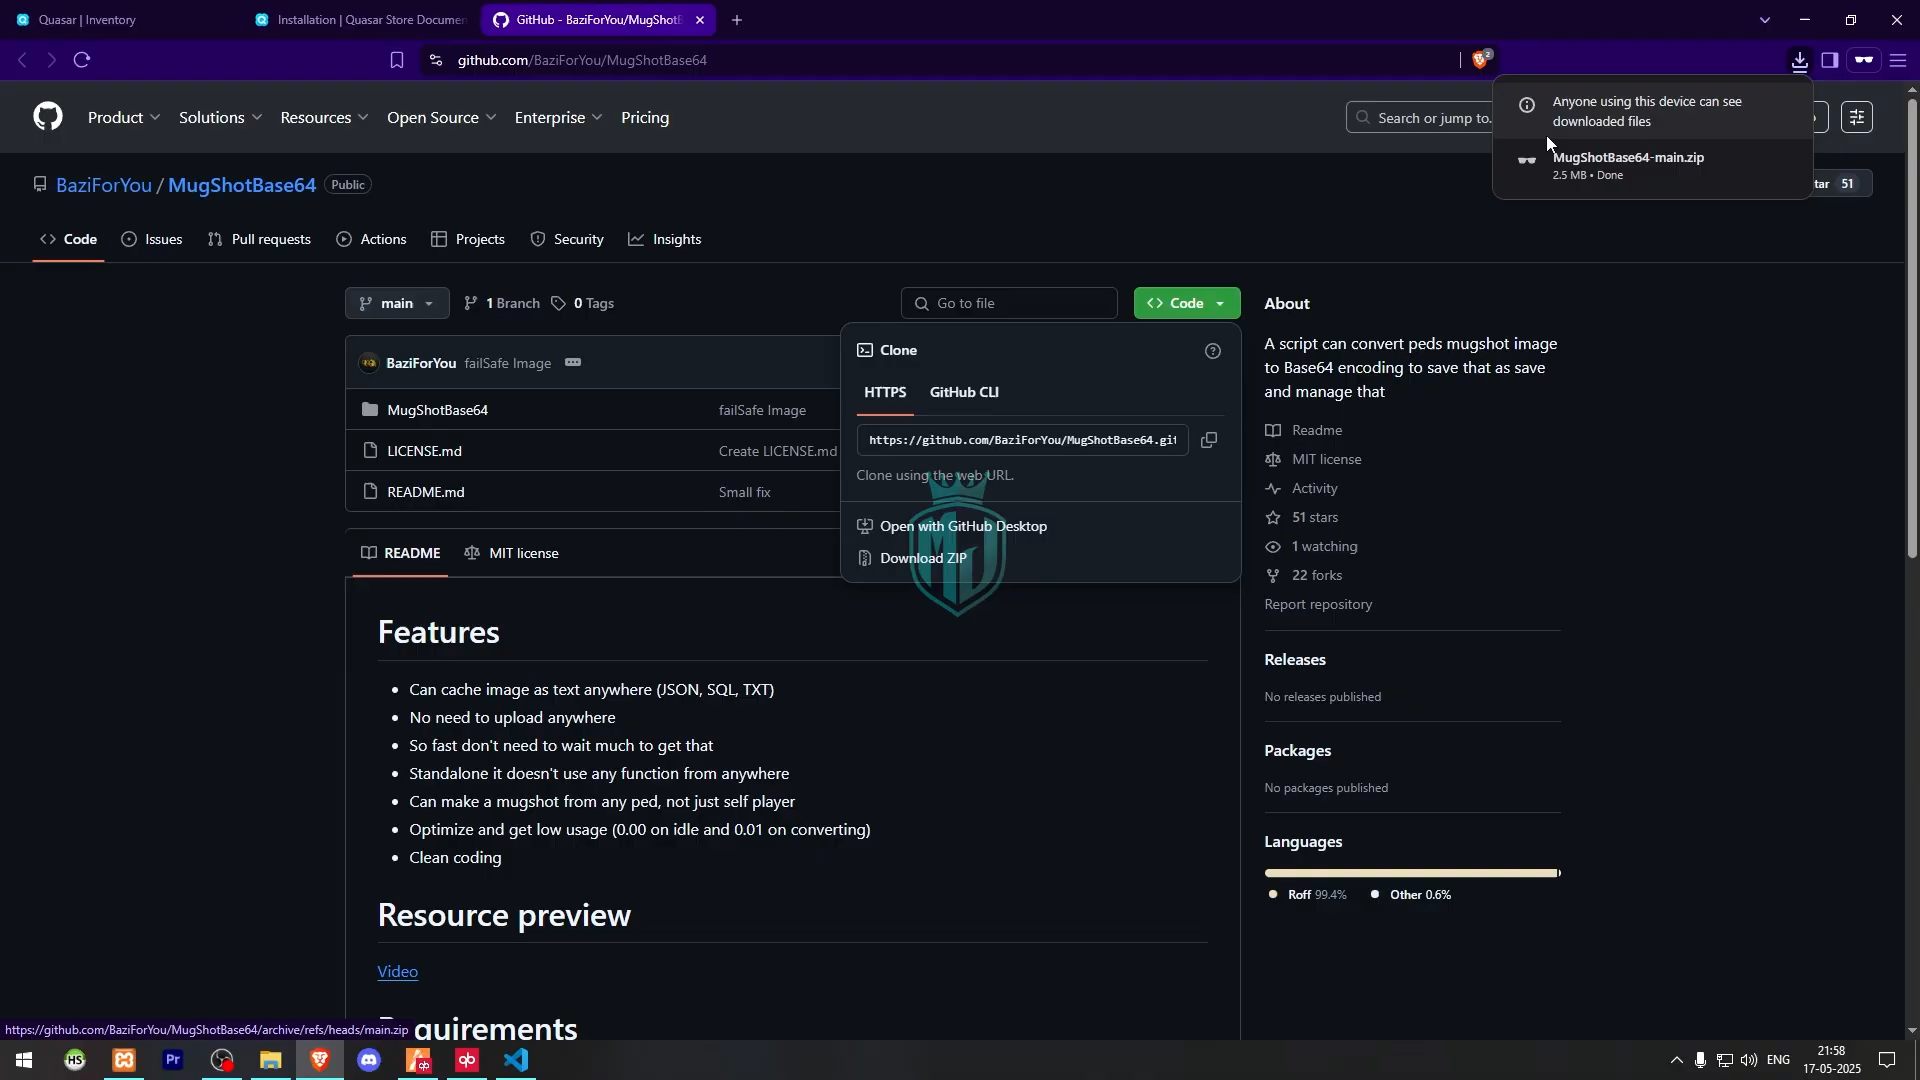 Quasar | Inventory
Installation | Quasar Store Documen
GitHub - BaziForYou/MugShotB
github.com/BaziForYou/MugShotBase64
2
Anyone using this device can see
downloaded files
MugShotBase64-main.zip
2.5 MB • Done
Product
Solutions
Resources
Open Source
Enterprise
Pricing
Search or jump to.
BaziForYou / MugShotBase64
Public
tar 51
Code
Issues
Pull requests
Actions
Projects
Security
Insights
main
1 Branch
0 Tags
Go to file
Code
About
A script can convert peds mugshot image
to Base64 encoding to save that as save
and manage that
BaziForYou failSafe Image
Clone
HTTPS
GitHub CLI
MugShotBase64
failSafe Image
https://github.com/BaziForYou/MugShotBase64.git
LICENSE.md
Create LICENSE.md
Clone using the web URL.
README.md
Small fix
Open with GitHub Desktop
Download ZIP
MJ
Readme
MIT license
Activity
51 stars
1 watching
22 forks
Report repository
README
MIT license
Features
Can cache image as text anywhere (JSON, SQL, TXT)
No need to upload anywhere
So fast don't need to wait much to get that
Standalone it doesn't use any function from anywhere
Can make a mugshot from any ped, not just self player
Optimize and get low usage (0.00 on idle and 0.01 on converting)
Clean coding
Releases
No releases published
Packages
No packages published
Languages
Roff 99.4%
Other 0.6%
Resource preview
Video
quirements
https://github.com/BaziForYou/MugShotBase64/archive/refs/heads/main.zip
HS
Pr
qb
qb
ENG
21:58
17-05-2025